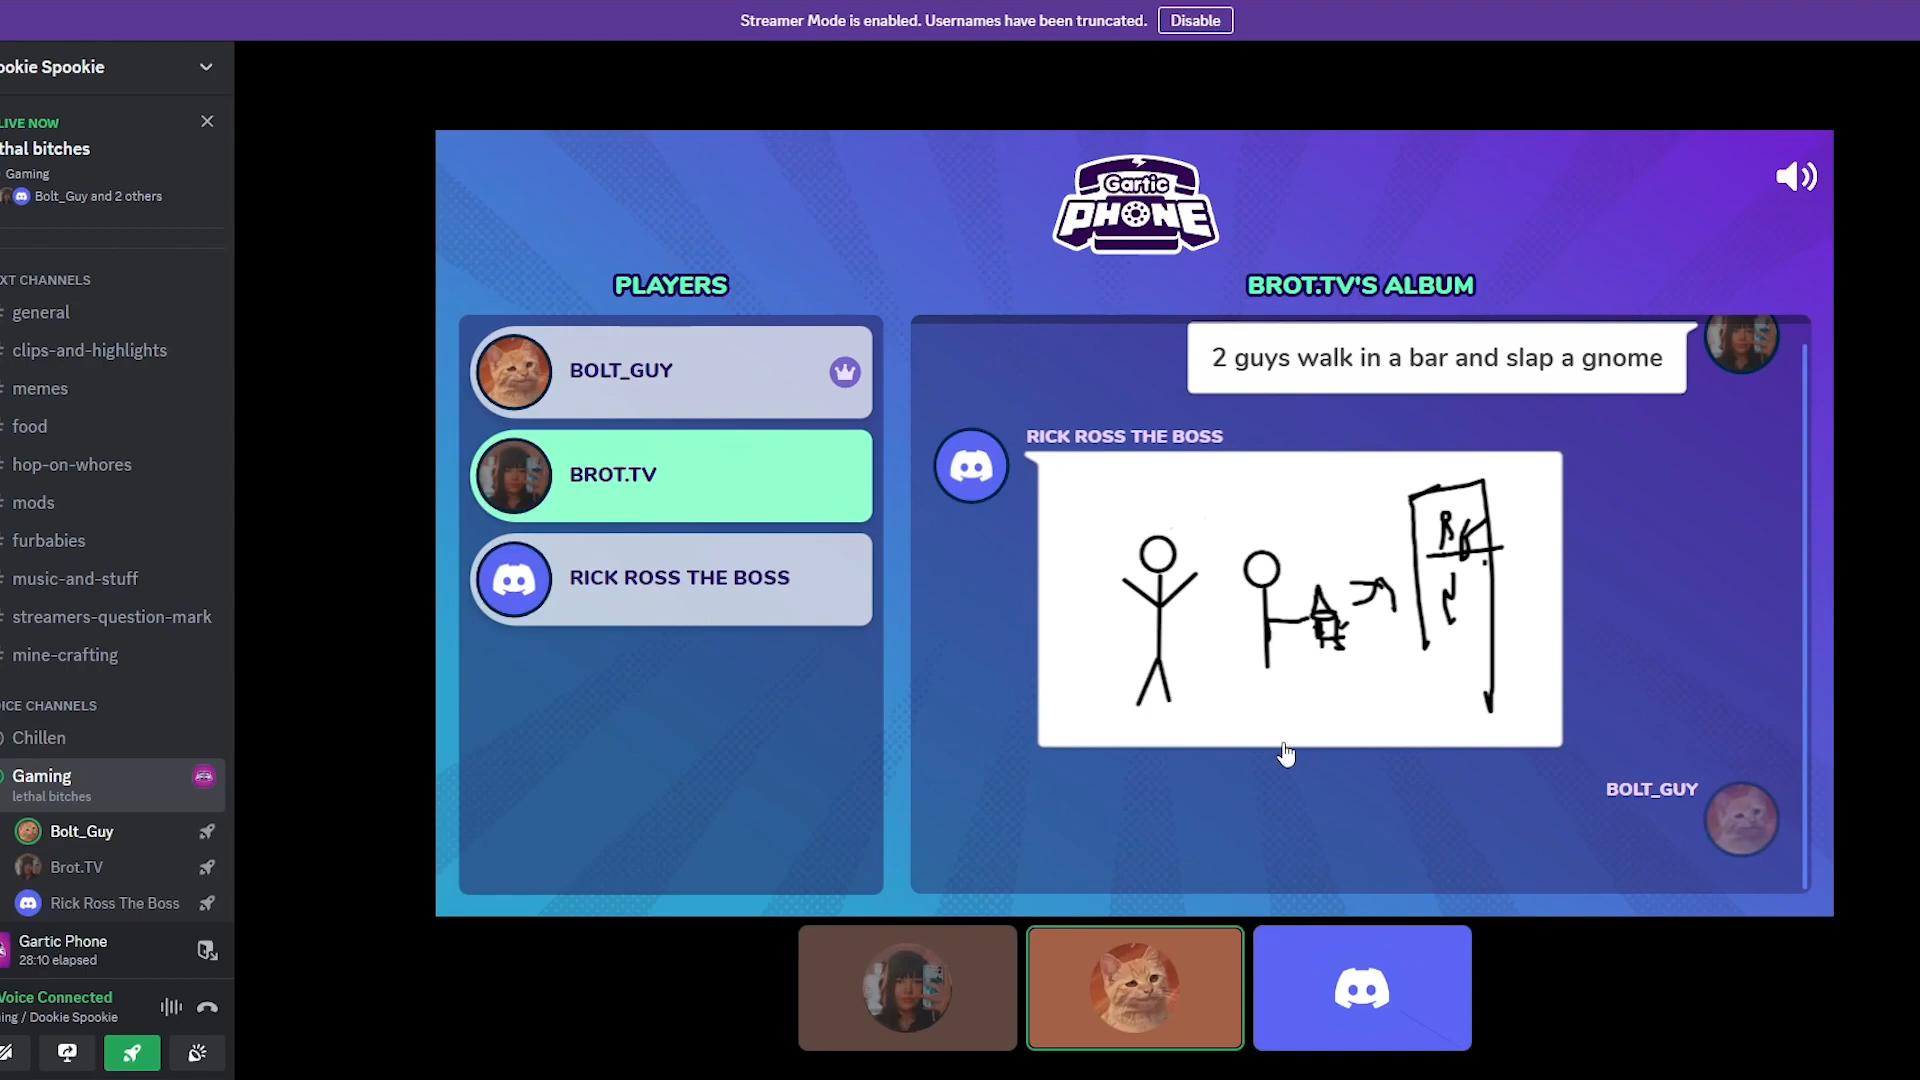 Streamer Mode is enabled. Usernames have been truncated. Disable
ookie Spookie
LIVE NOW
thal bitches
Gaming
Bolt_Guy and 2 others
XT CHANNELS
general
clips-and-highlights
memes
food
hop-on-whores
mods
furbabies
music-and-stuff
streamers-question-mark
mine-crafting
ICE CHANNELS
Chillen
Gaming
lethal bitches
Bolt_Guy
Brot.TV
Rick Ross The Boss
Gartic Phone
28:10 elapsed
Voice Connected
ing / Dookie Spookie
Gartic
PHONE
PLAYERS
BOLT_GUY
BROT.TV
RICK ROSS THE BOSS
BROT.TV'S ALBUM
2 guys walk in a bar and slap a gnome
RICK ROSS THE BOSS
BOLT_GUY